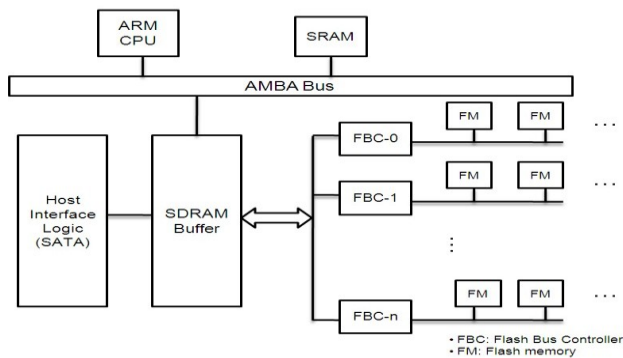 ARM
CPU
SRAM
AMBA Bus
Host
Interface
Logic
(SATA)
SDRAM
Buffer
FBC-0
FM
FM
...
FBC-1
FM
FM
...
FBC-n
FM
FM
...
• FBC: Flash Bus Controller
• FM: Flash memory